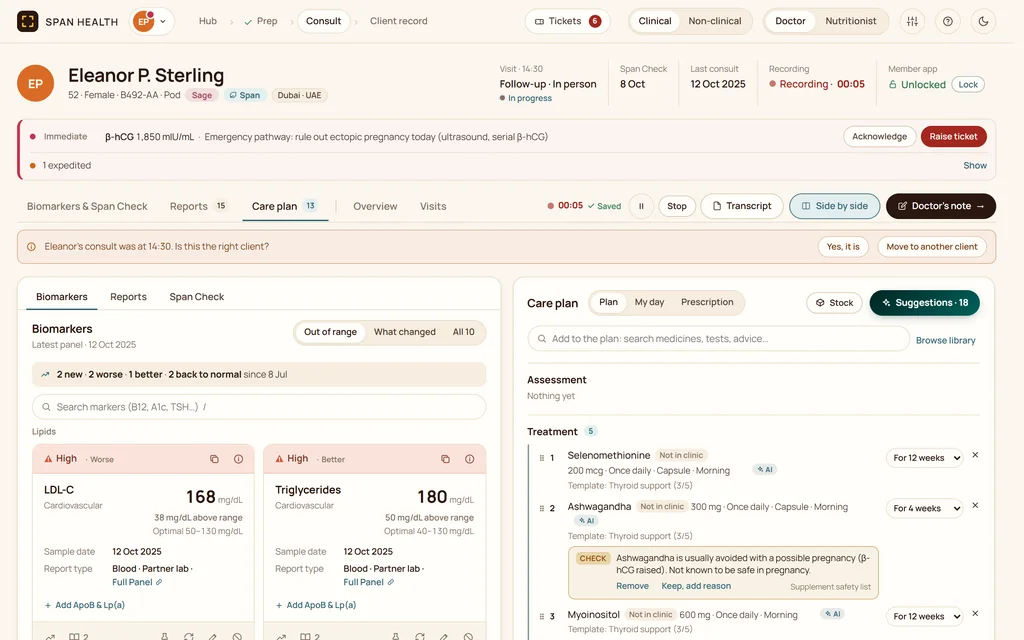 SPAN HEALTH
EP
Hub
Prep
Consult
Client record
Tickets 6
Clinical
Non-clinical
Doctor
Nutritionist
EP
Eleanor P. Sterling
52 · Female · B492-AA · Pod Sage Span Dubai · UAE
Visit · 14:30
Follow-up · In person
In progress
Span Check
8 Oct
Last consult
12 Oct 2025
Recording
Recording · 00:05
Member app
Unlocked
Lock
Immediate β-hCG 1,850 mIU/mL · Emergency pathway: rule out ectopic pregnancy today (ultrasound, serial β-hCG)
Acknowledge
Raise ticket
1 expedited
Show
Biomarkers & Span Check
Reports 15
Care plan 13
Overview
Visits
00:05 Saved
Stop
Transcript
Side by side
Doctor's note →
Eleanor's consult was at 14:30. Is this the right client?
Yes, it is
Move to another client
Biomarkers
Reports
Span Check
Biomarkers
Latest panel · 12 Oct 2025
Out of range
What changed
All 10
2 new · 2 worse · 1 better · 2 back to normal since 8 Jul
Search markers (B12, A1c, TSH…) /
Lipids
High · Worse
LDL-C
Cardiovascular
168 mg/dL
38 mg/dL above range
Optimal 50–130 mg/dL
Sample date 12 Oct 2025
Report type Blood · Partner lab ·
Full Panel
+ Add ApoB & Lp(a)
2
High · Better
Triglycerides
Cardiovascular
180 mg/dL
50 mg/dL above range
Optimal 40–130 mg/dL
Sample date 12 Oct 2025
Report type Blood · Partner lab ·
Full Panel
+ Add ApoB & Lp(a)
2
Care plan
Plan
My day
Prescription
Stock
Suggestions · 18
Add to the plan: search medicines, tests, advice…
Browse library
Assessment
Nothing yet
Treatment 5
1 Selenomethionine Not in clinic
200 mcg · Once daily · Capsule · Morning AI
Template: Thyroid support (3/5)
For 12 weeks
2 Ashwagandha Not in clinic 300 mg · Once daily · Capsule · Morning
AI
Template: Thyroid support (3/5)
For 4 weeks
CHECK Ashwagandha is usually avoided with a possible pregnancy (β-
hCG raised). Not known to be safe in pregnancy.
Remove Keep, add reason Supplement safety list
3 Myoinositol Not in clinic 600 mg · Once daily · Morning AI
Template: Thyroid support (3/5)
For 12 weeks